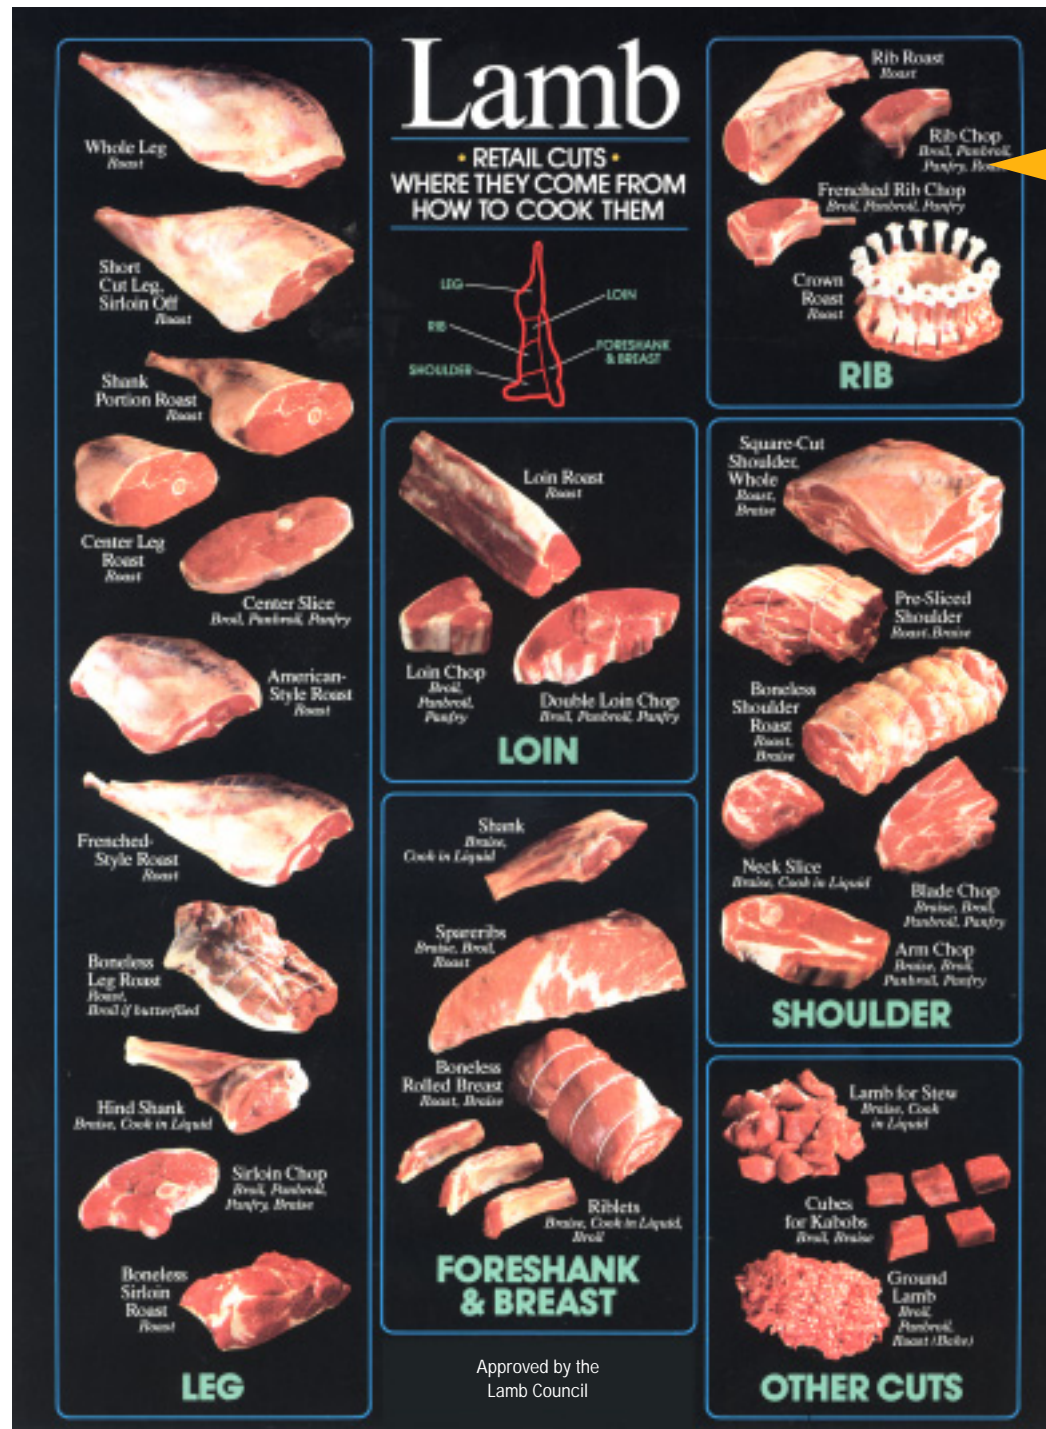 Lamb
• RETAIL CUTS •
WHERE THEY COME FROM
HOW TO COOK THEM
LEG
LOIN
RIB
FORESHANK
& BREAST
SHOULDER
Whole Leg
Roast
Short
Cut Leg,
Sirloin Off
Roast
Shank
Portion Roast
Roast
Center Leg
Roast
Roast
Center Slice
Broil, Panbroil, Panfry
American-
Style Roast
Roast
Frenched-
Style Roast
Roast
Boneless
Leg Roast
Roast,
Broil if butterflied
Hind Shank
Braise, Cook in Liquid
Sirloin Chop
Broil, Panbroil,
Panfry, Braise
Boneless
Sirloin
Roast
Roast
LEG
Loin Roast
Roast
Loin Chop
Broil,
Panbroil,
Panfry
Double Loin Chop
Broil, Panbroil, Panfry
LOIN
Shank
Braise,
Cook in Liquid
Spareribs
Braise, Broil,
Roast
Boneless
Rolled Breast
Roast, Braise
Riblets
Braise, Cook in Liquid,
Broil
FORESHANK
& BREAST
Approved by the
Lamb Council
Rib Roast
Roast
Rib Chop
Broil, Panbroil,
Panfry, Roast
Frenched Rib Chop
Broil, Panbroil, Panfry
Crown
Roast
Roast
RIB
Square-Cut
Shoulder,
Whole
Roast,
Braise
Pre-Sliced
Shoulder
Roast, Braise
Boneless
Shoulder
Roast
Roast,
Braise
Neck Slice
Braise, Cook in Liquid
Blade Chop
Braise, Broil,
Panbroil, Panfry
Arm Chop
Braise, Broil,
Panbroil, Panfry
SHOULDER
Lamb for Stew
Braise, Cook
in Liquid
Cubes
for Kabobs
Broil, Braise
Ground
Lamb
Broil,
Panbroil,
Roast (Bake)
OTHER CUTS